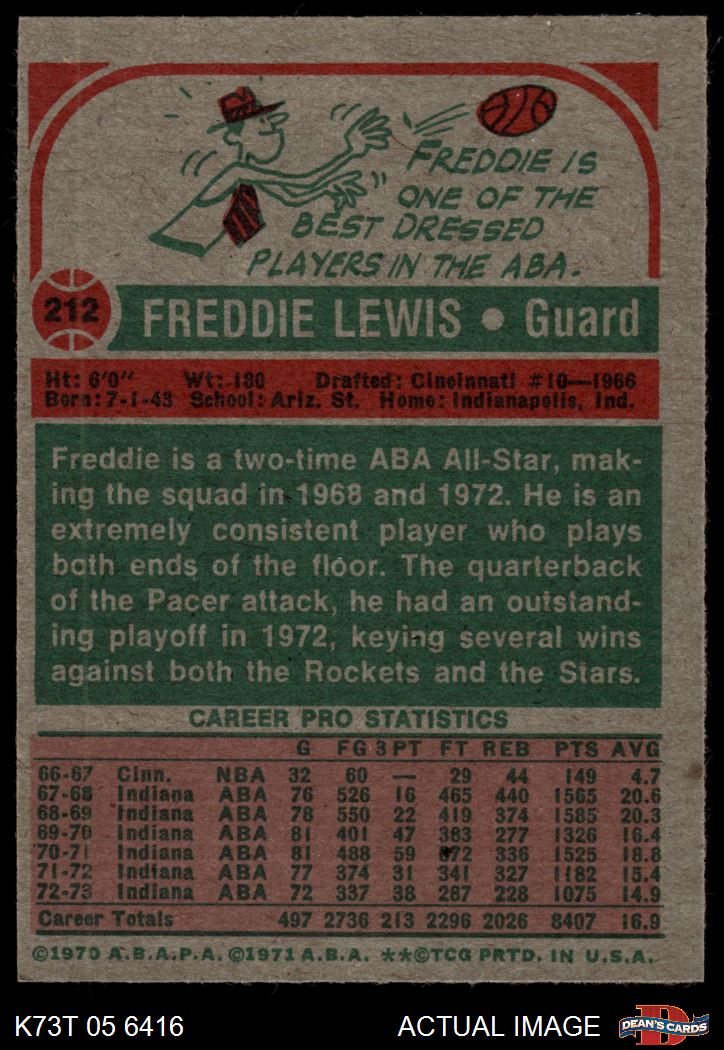 FREDDIE IS
ONE OF THE
BEST DRESSED
PLAYERS IN THE ABA.
212
FREDDIE LEWIS • Guard
Ht: 6'0" Wt: 180 Drafted: Cincinnati #10—1966
Born: 7-1-43 School: Ariz. St. Home: Indianapolis, Ind.
Freddie is a two-time ABA All-Star, mak-
ing the squad in 1968 and 1972. He is an
extremely consistent player who plays
both ends of the floor. The quarterback
of the Pacer attack, he had an outstand-
ing playoff in 1972, keying several wins
against both the Rockets and the Stars.
CAREER PRO STATISTICS
G FG 3PT FT REB PTS AVG
66-67 Cinn. NBA 32 60 — 29 44 149 4.7
67-68 Indiana ABA 76 526 16 465 440 1565 20.6
68-69 Indiana ABA 78 550 22 419 374 1585 20.3
69-70 Indiana ABA 81 401 47 383 277 1326 16.4
70-71 Indiana ABA 81 488 59 372 336 1525 18.8
71-72 Indiana ABA 77 374 31 341 327 1182 15.4
72-73 Indiana ABA 72 337 38 287 228 1075 14.9
Career Totals 497 2736 213 2296 2026 8407 16.9
©1970 A.B.A.P.A. ©1971 A.B.A. **©TCG PRTD. IN U.S.A.
K73T 05 6416 ACTUAL IMAGE
D
DEAN'S CARDS